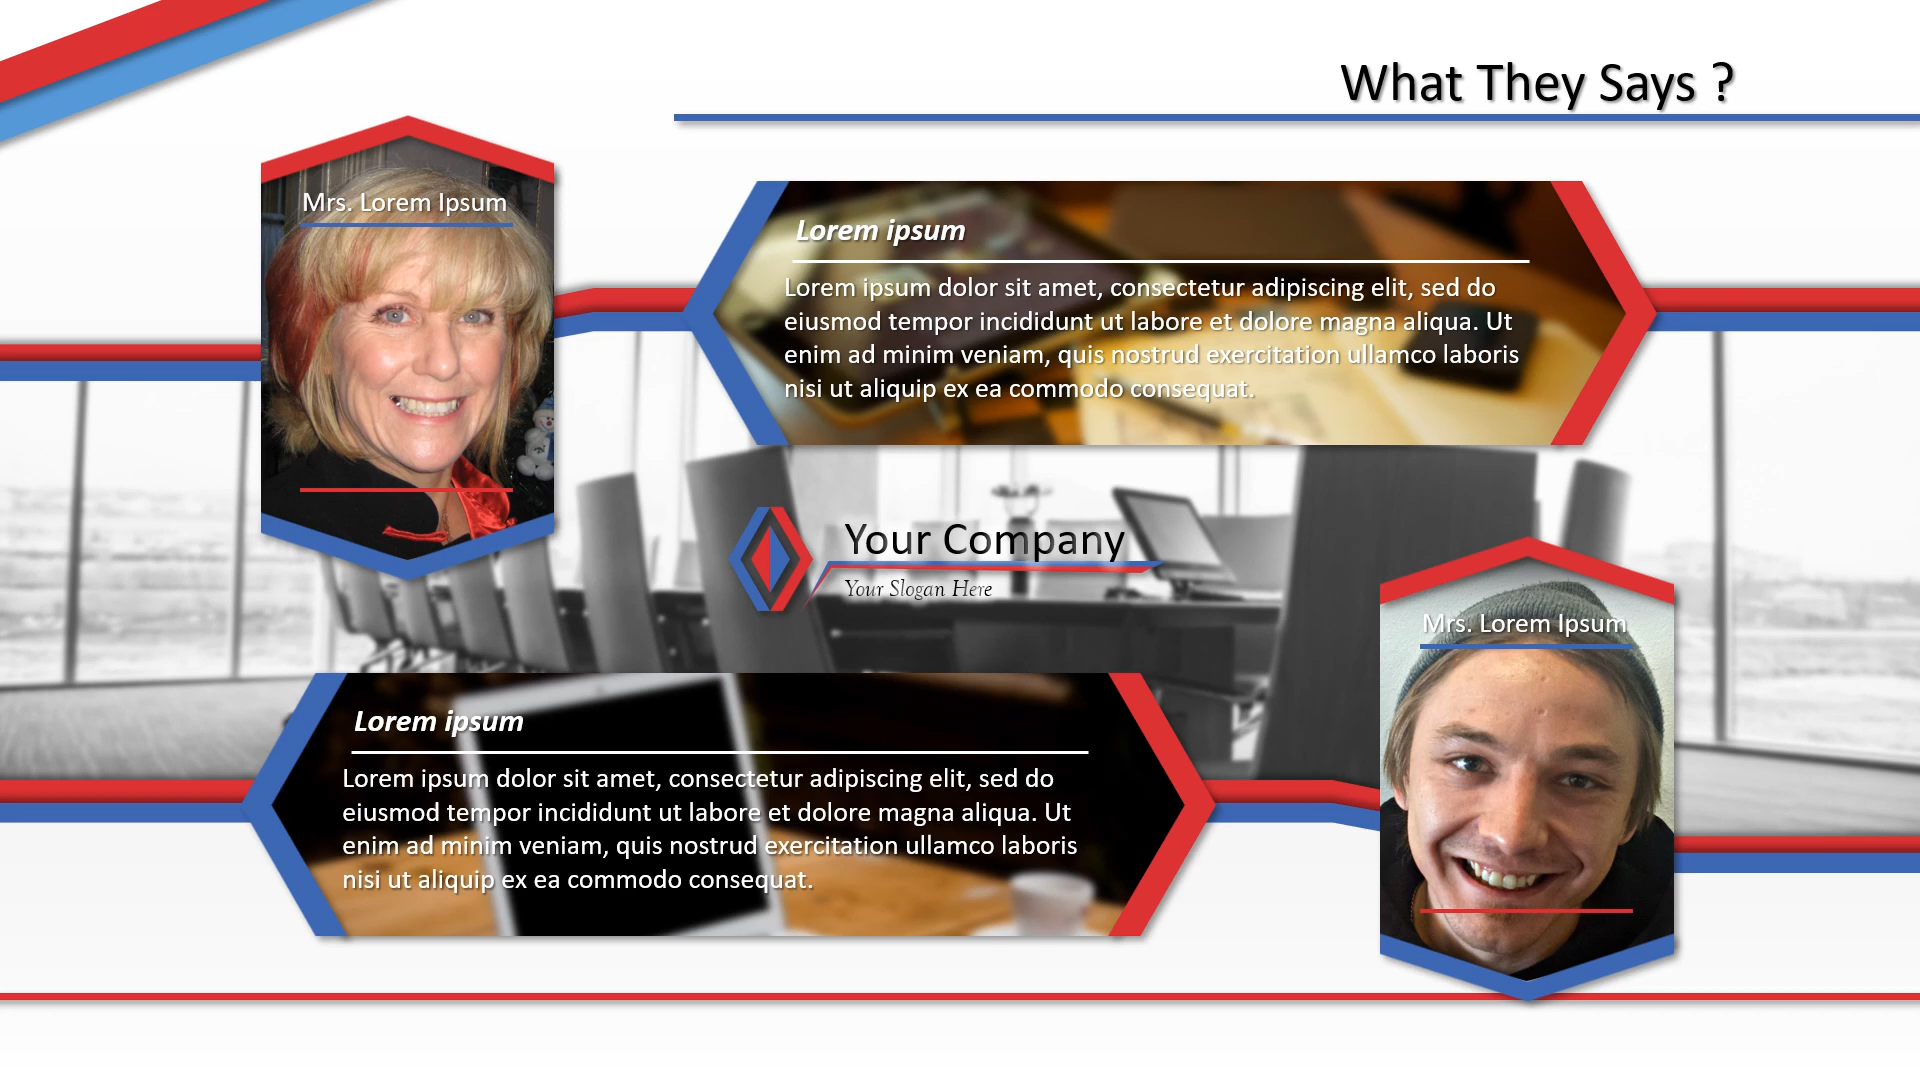 What They Says ?
Mrs. Lorem Ipsum
Lorem ipsum
Lorem ipsum dolor sit amet, consectetur adipiscing elit, sed do
eiusmod tempor incididunt ut labore et dolore magna aliqua. Ut
enim ad minim veniam, quis nostrud exercitation ullamco laboris
nisi ut aliquip ex ea commodo consequat.
Your Company
Your Slogan Here
Mrs. Lorem Ipsum
Lorem ipsum
Lorem ipsum dolor sit amet, consectetur adipiscing elit, sed do
eiusmod tempor incididunt ut labore et dolore magna aliqua. Ut
enim ad minim veniam, quis nostrud exercitation ullamco laboris
nisi ut aliquip ex ea commodo consequat.